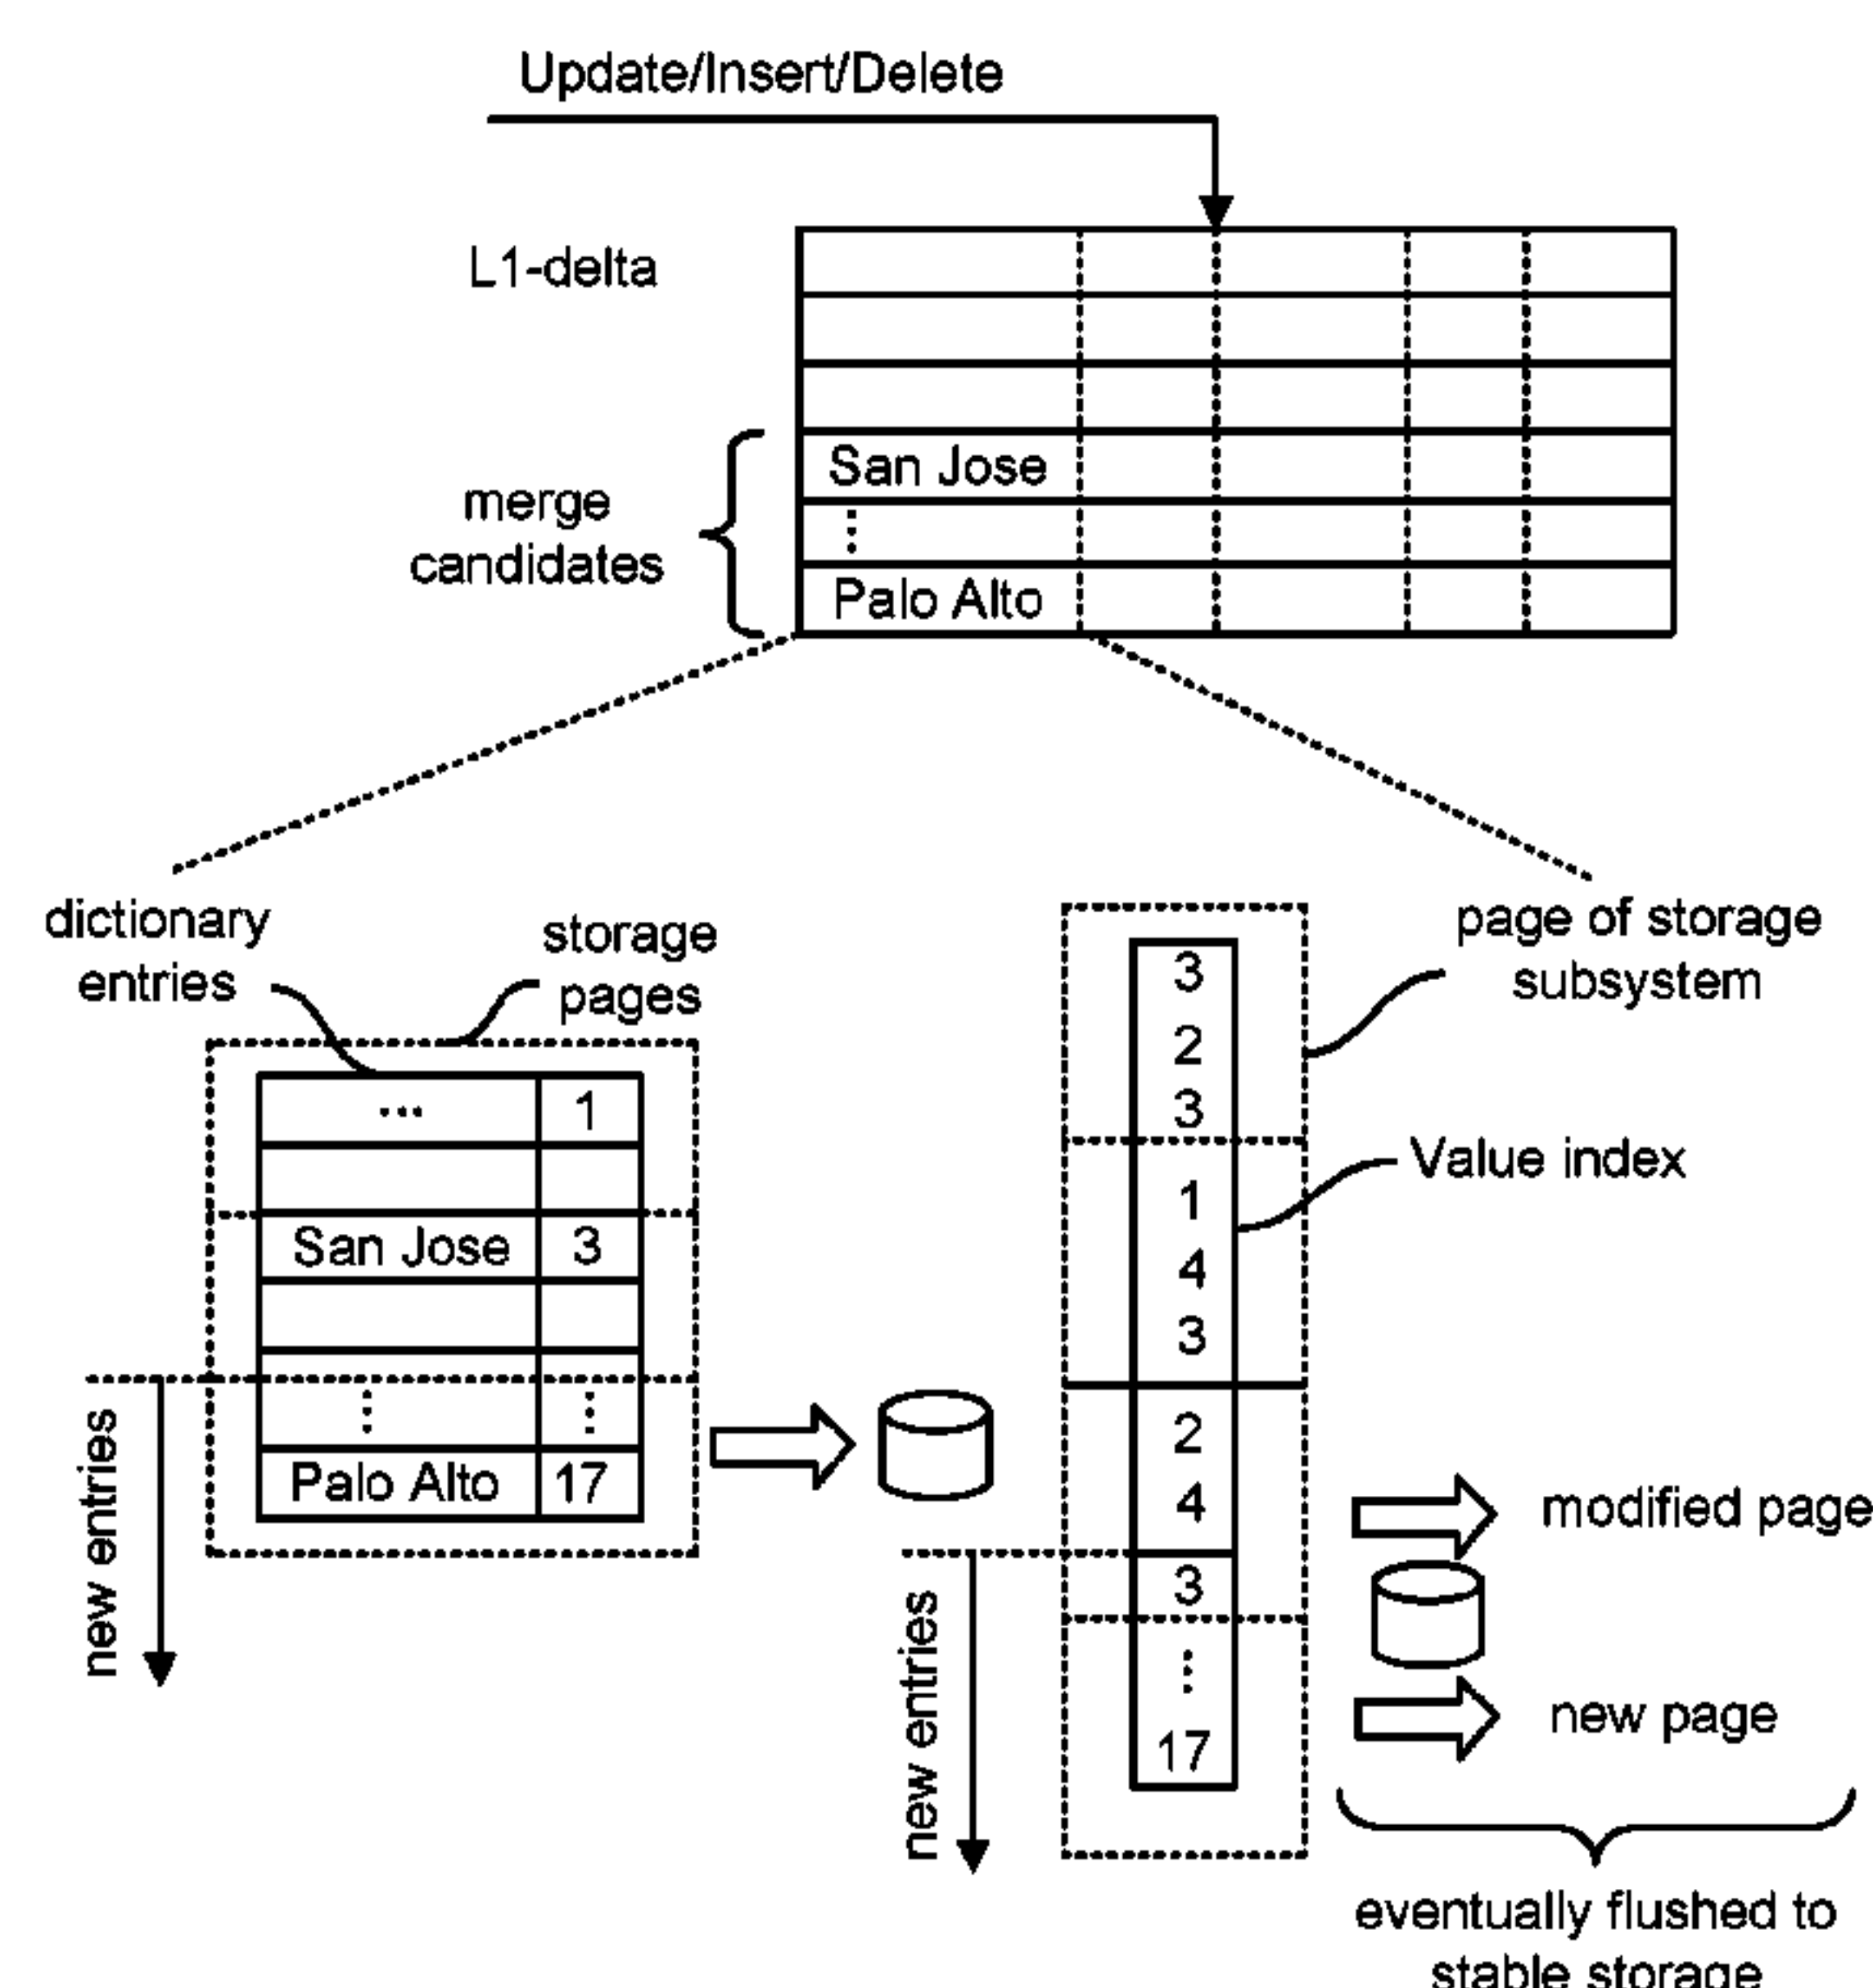 Update/Insert/Delete
L1-delta
San Jose
⋮
Palo Alto
merge
candidates
dictionary
entries
storage
pages
... 1
San Jose 3
⋮ ⋮
Palo Alto 17
new entries
page of storage
subsystem
3
2
3
1
4
3
2
4
3
⋮
17
Value index
new entries
modified page
new page
eventually flushed to
stable storage